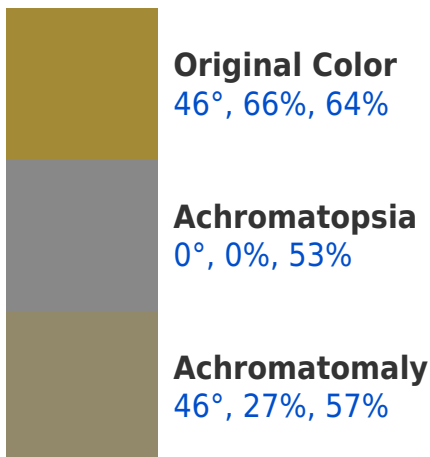 Original Color
46°, 66%, 64%
Achromatopsia
0°, 0%, 53%
Achromatomaly
46°, 27%, 57%